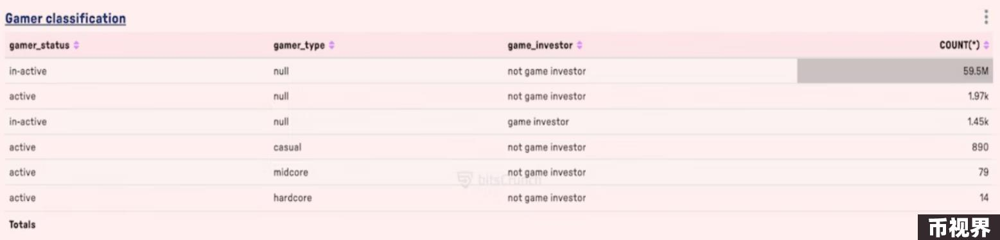 Gamer classification
gamer_status gamer_type game_investor COUNT(*)
in-active null not game investor 59.5M
active null not game investor 1.97k
in-active null game investor 1.45k
active casual not game investor 890
active midcore not game investor 79
bitsCrunch
active hardcore not game investor 14
Totals
币视界